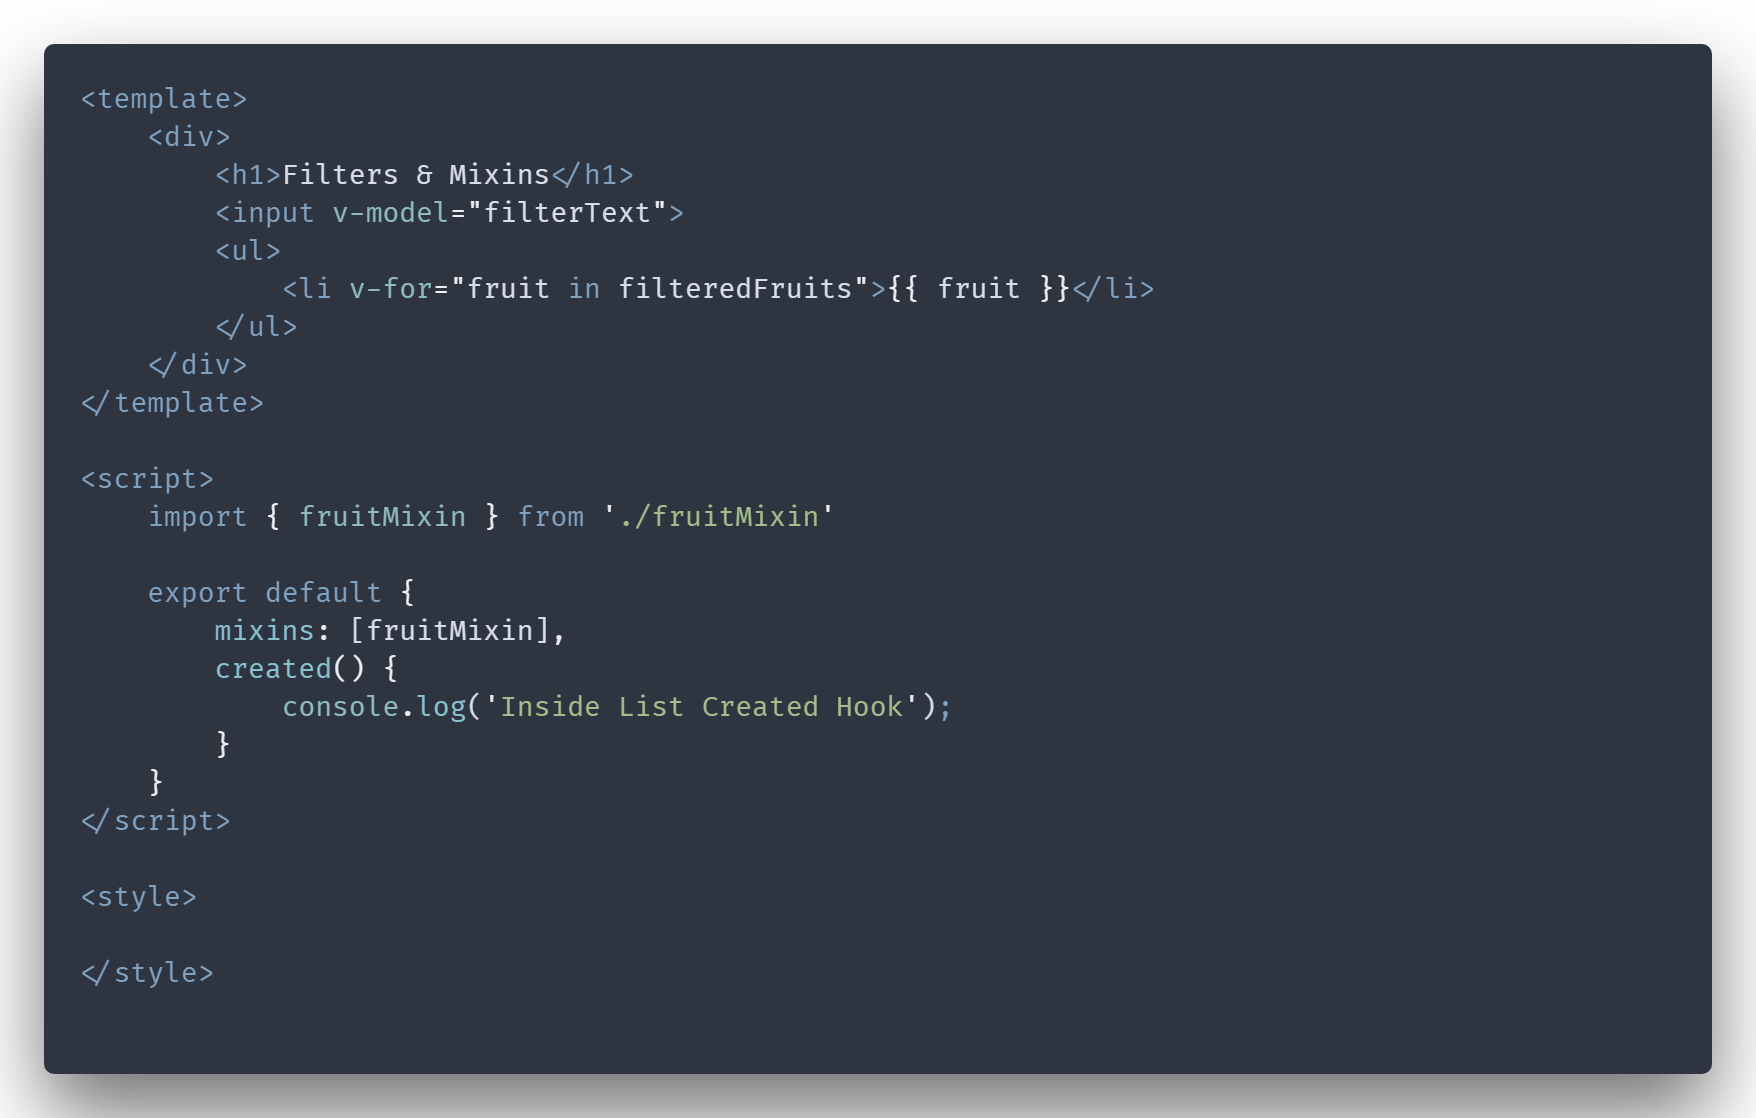 <template>
    <div>
        <h1>Filters & Mixins</h1>
        <input v-model="filterText">
        <ul>
            <li v-for="fruit in filteredFruits">{{ fruit }}</li>
        </ul>
    </div>
</template>

<script>
    import { fruitMixin } from './fruitMixin'

    export default {
        mixins: [fruitMixin],
        created() {
            console.log('Inside List Created Hook');
        }
    }
</script>

<style>

</style>